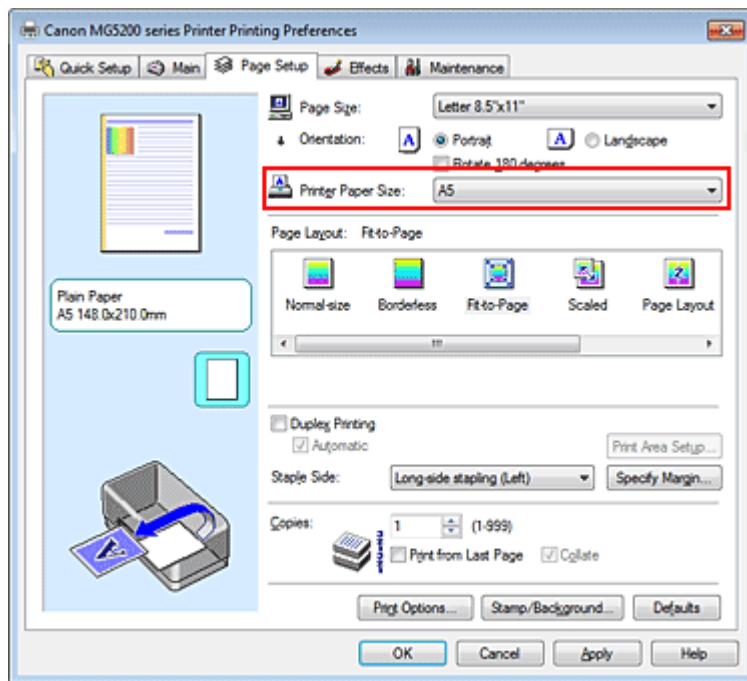 Canon MG5200 series Printer Printing Preferences
Quick Setup Main Page Setup Effects Maintenance
Page Size: Letter 8.5"x11"
Orientation: A Portrait A Landscape
Rotate 180 degrees
Printer Paper Size: A5
Page Layout: Fit-to-Page
Normal-size Borderless Fit-to-Page Scaled Page Layout
Plain Paper
A5 148.0x210.0mm
Duplex Printing
Automatic Print Area Setup...
Staple Side: Long-side stapling (Left) Specify Margin...
Copies: 1 (1-999)
Print from Last Page Collate
Print Options... Stamp/Background... Defaults
OK Cancel Apply Help